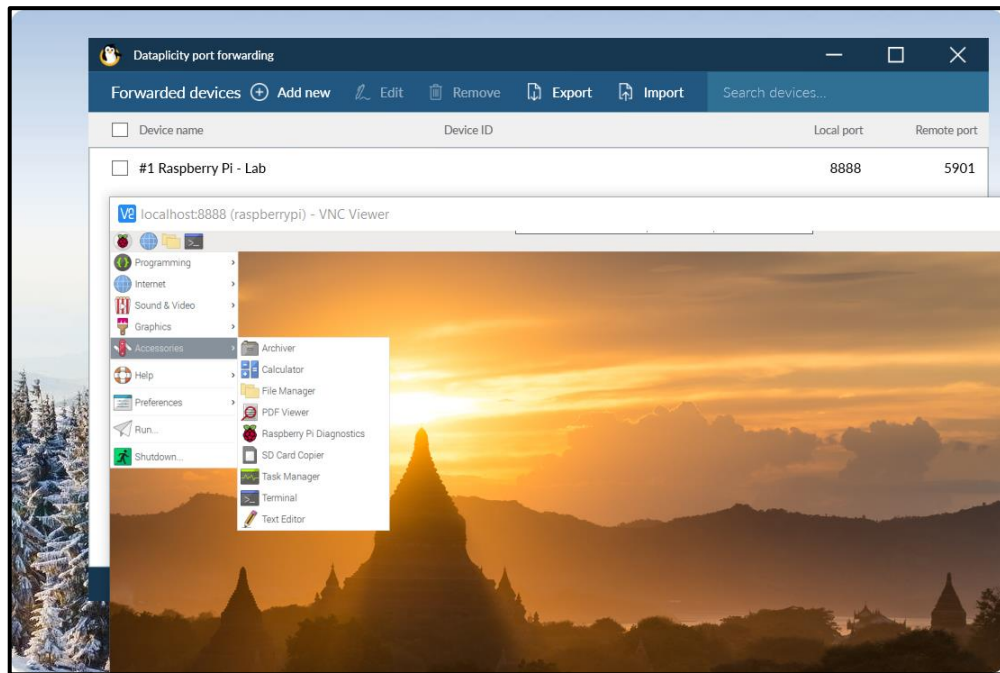 Dataplicity port forwarding
Forwarded devices Add new Edit Remove Export Import Search devices...
Device name Device ID Local port Remote port
#1 Raspberry Pi - Lab 8888 5901
VE localhost:8888 (raspberrypi) - VNC Viewer
>_
Programming
Internet
Sound & Video
Graphics
Accessories
Help
Preferences
Run...
Shutdown...
Archiver
Calculator
File Manager
PDF Viewer
Raspberry Pi Diagnostics
SD Card Copier
Task Manager
>_ Terminal
Text Editor